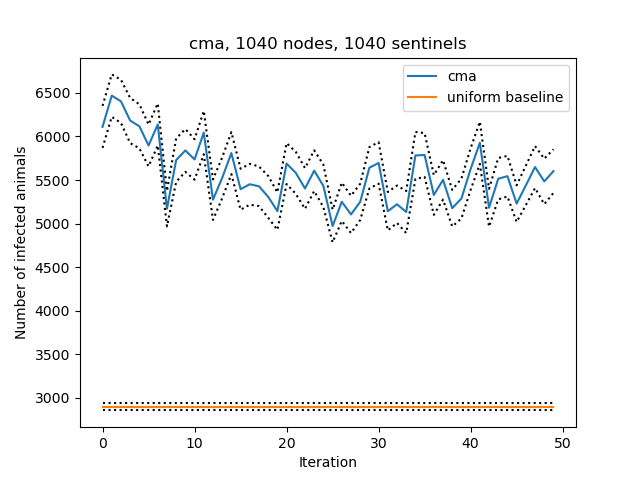 cma, 1040 nodes, 1040 sentinels
cma
uniform baseline
Number of infected animals
6500
6000
5500
5000
4500
4000
3500
3000
0 10 20 30 40 50
Iteration